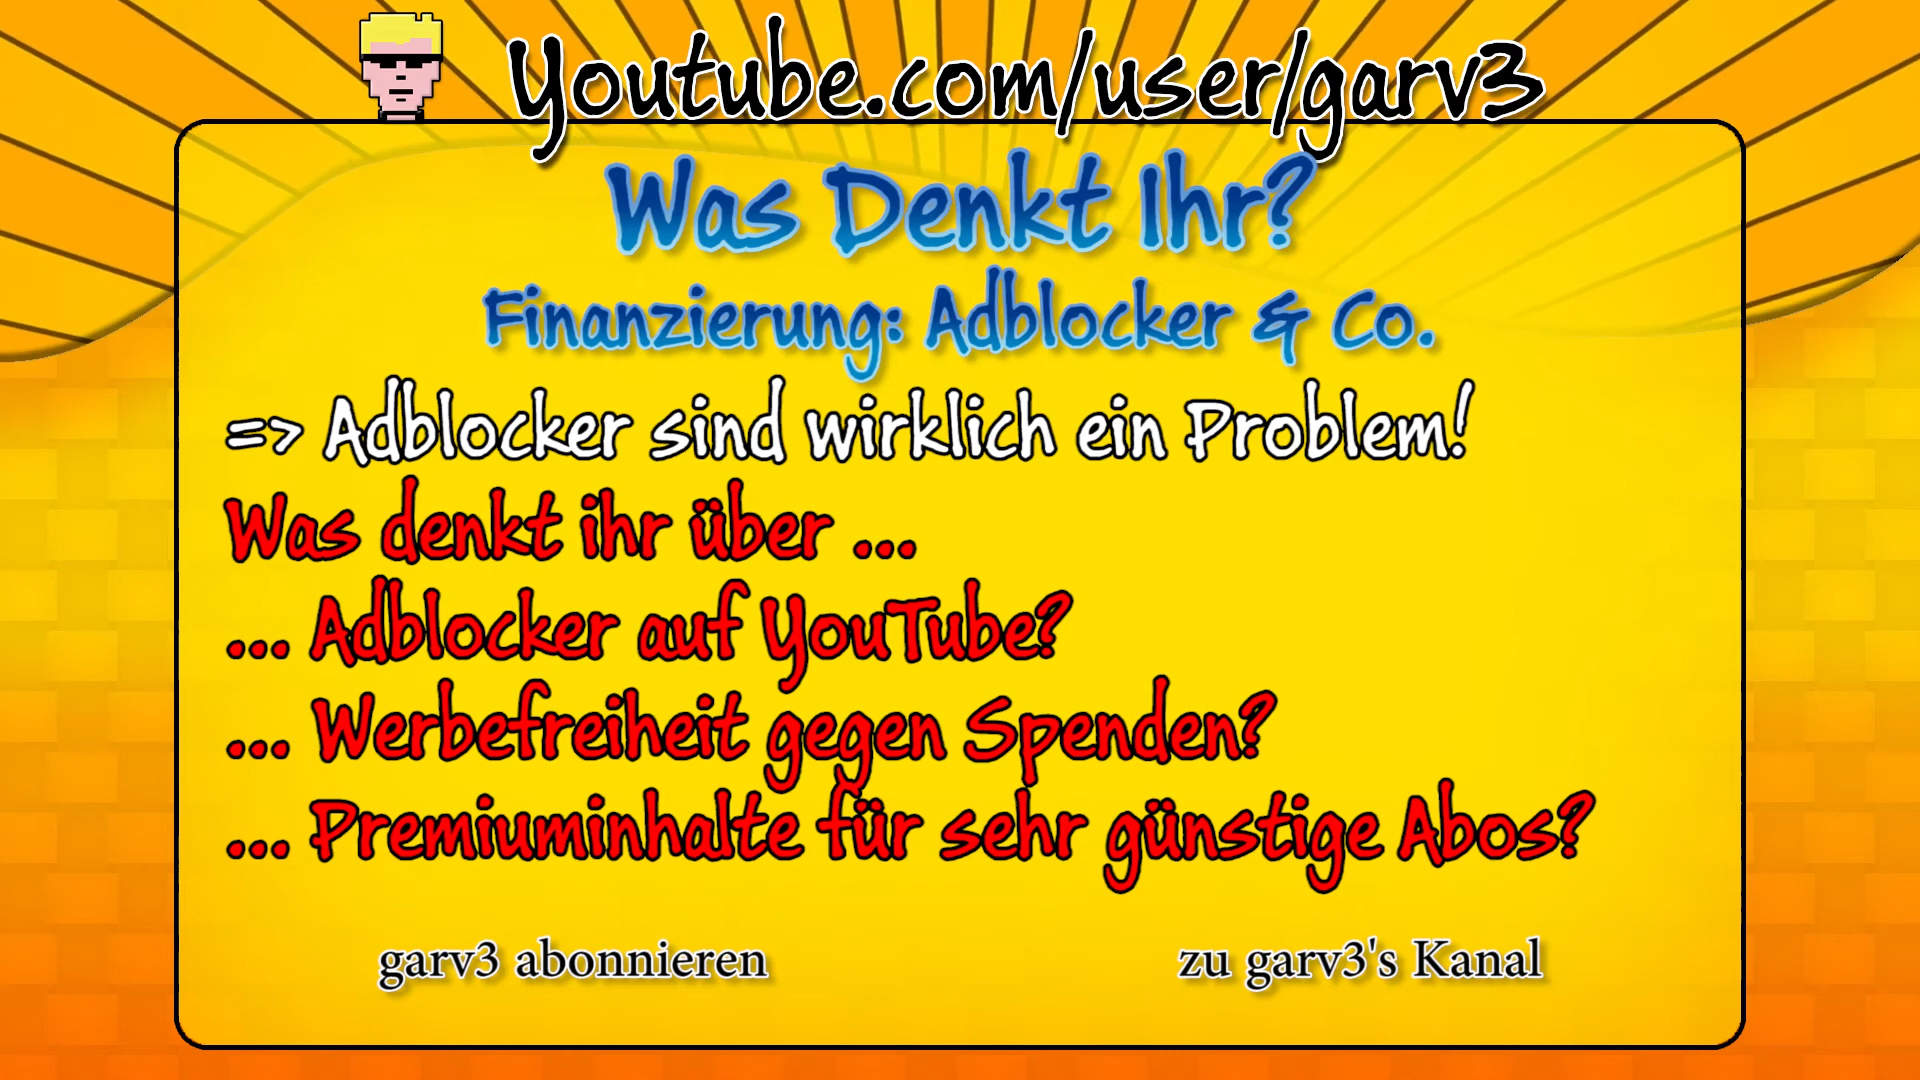 Youtube.com/user/garv3
Was Denkt Ihr?
Finanzierung: Adblocker & Co.
=> Adblocker sind wirklich ein Problem!
Was denkt ihr über ...
... Adblocker auf YouTube?
... Werbefreiheit gegen Spenden?
... Premiuminhalte für sehr günstige Abos?
garv3 abonnieren
zu garv3's Kanal